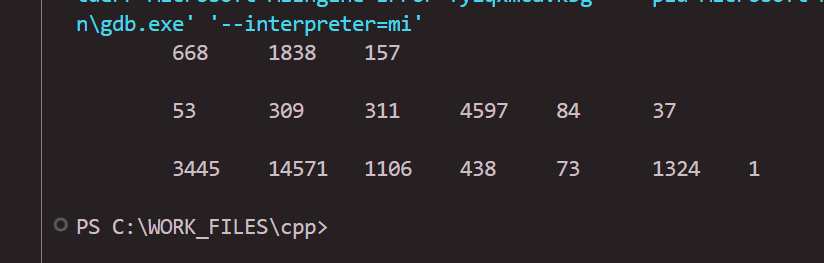 n\gdb.exe' '--interpreter=mi'
668 1838 157
53 309 311 4597 84 37
3445 14571 1106 438 73 1324 1
PS C:\WORK_FILES\cpp>